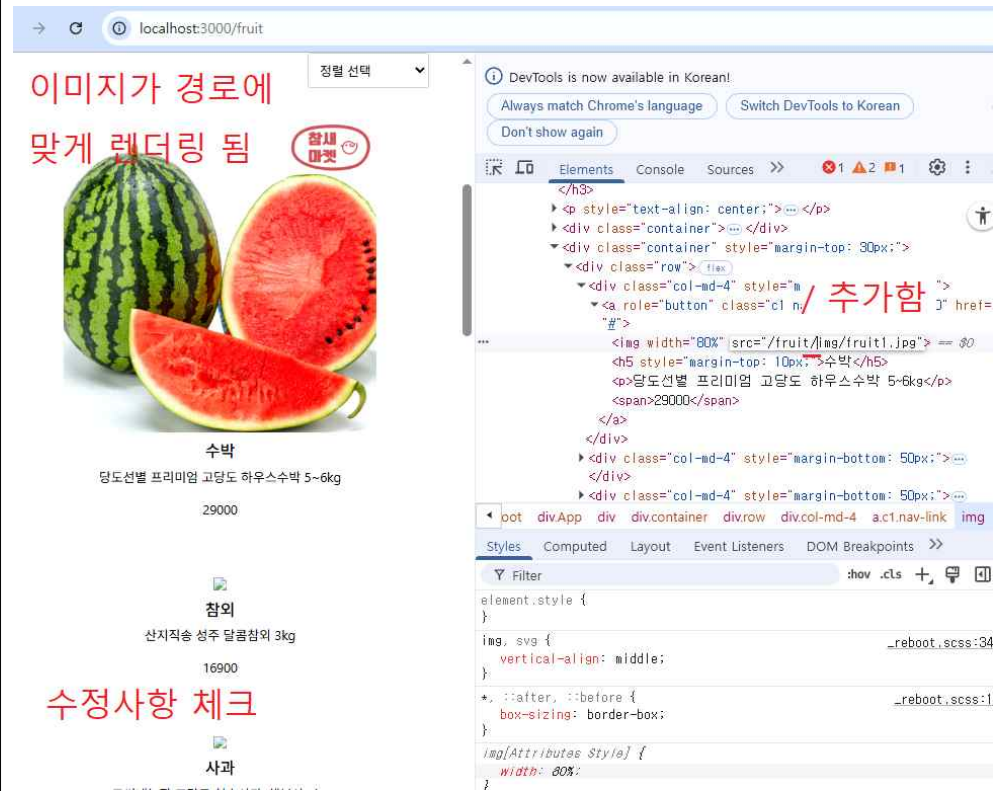 localhost:3000/fruit
정렬 선택
이미지가 경로에
맞게 렌더링 됨
참새
마켓
수박
당도선별 프리미엄 고당도 하우스수박 5~6kg
29000
참외
산지직송 성주 달콤참외 3kg
16900
수정사항 체크
사과
DevTools is now available in Korean!
Always match Chrome's language
Switch DevTools to Korean
Don't show again
Elements Console Sources 1 2 1
</h3>
<p style="text-align: center;">…</p>
<div class="container">…</div>
<div class="container" style="margin-top: 30px;">
<div class="row"> flex
<div class="col-md-4" style="m ">
/ 추가함
<a role="button" class="c1 n )" href=
"#">
<img width="80%" src="/fruit/img/fruit1.jpg"> == $0
<h5 style="margin-top: 10px;">수박</h5>
<p>당도선별 프리미엄 고당도 하우스수박 5~6kg</p>
<span>29000</span>
</a>
</div>
<div class="col-md-4" style="margin-bottom: 50px;">…
</div>
<div class="col-md-4" style="margin-bottom: 50px;">…
oot div.App div div.container div.row div.col-md-4 a.c1.nav-link img
Styles Computed Layout Event Listeners DOM Breakpoints
Filter :hov .cls
element.style {
}
img, svg { _reboot.scss:34
vertical-align: middle;
}
*, ::after, ::before { _reboot.scss:1
box-sizing: border-box;
}
img[Attributes Style] {
width: 80%;
}